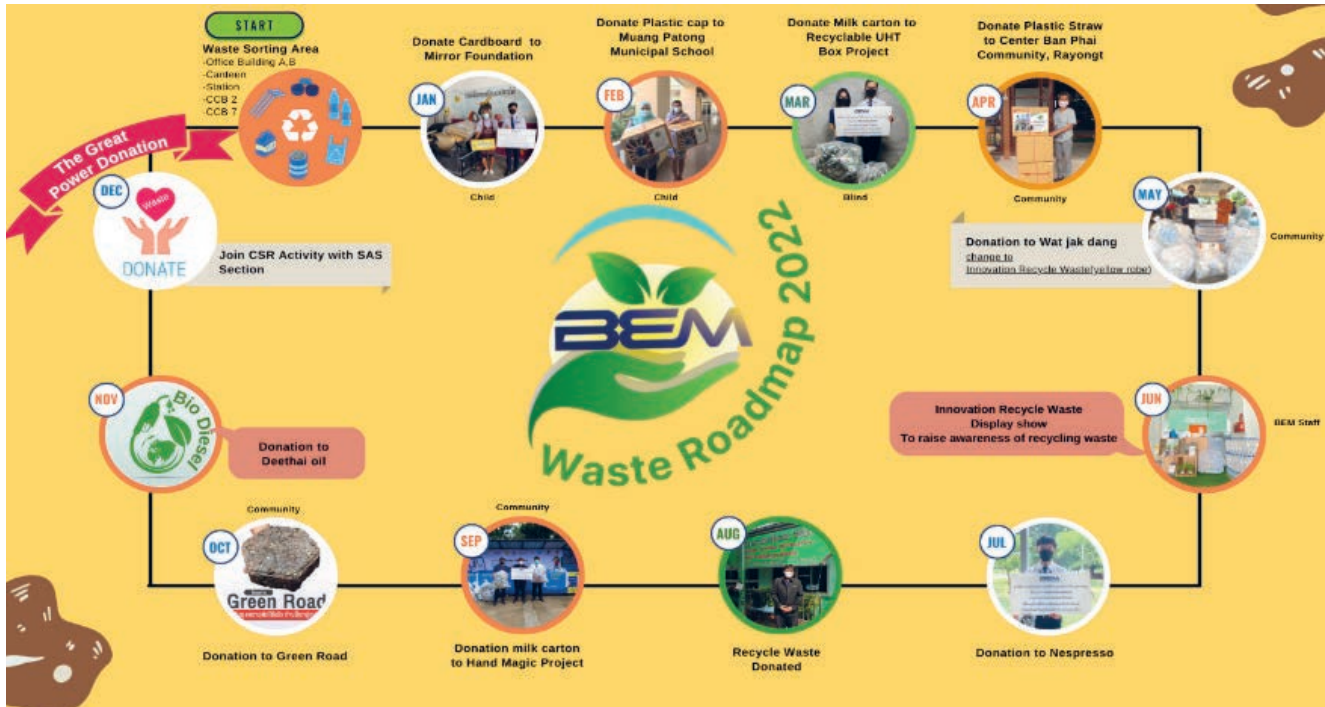 START
Waste Sorting Area
-Office Building A,B
-Canteen
-Station
-CCB 2
-CCB 7
The Great
Power Donation
Donate Cardboard to
Mirror Foundation
JAN
Child
Donate Plastic cap to
Muang Patong
Municipal School
FEB
Child
Donate Milk carton to
Recyclable UHT
Box Project
MAR
Blind
Donate Plastic Straw
to Center Ban Phai
Community, Rayongt
APR
Community
MAY
Community
Donation to Wat jak dang
change to
Innovation Recycle Waste(yellow robe)
JUN
BEM Staff
Innovation Recycle Waste
Display show
To raise awareness of recycling waste
JUL
Donation to Nespresso
AUG
Recycle Waste
Donated
Community
SEP
Donation milk carton
to Hand Magic Project
Community
OCT
Green Road
Donation to Green Road
NOV
Bio Diesel
Donation to
Deethai oil
DEC
Waste
DONATE
Join CSR Activity with SAS
Section
BEM
Waste Roadmap 2022